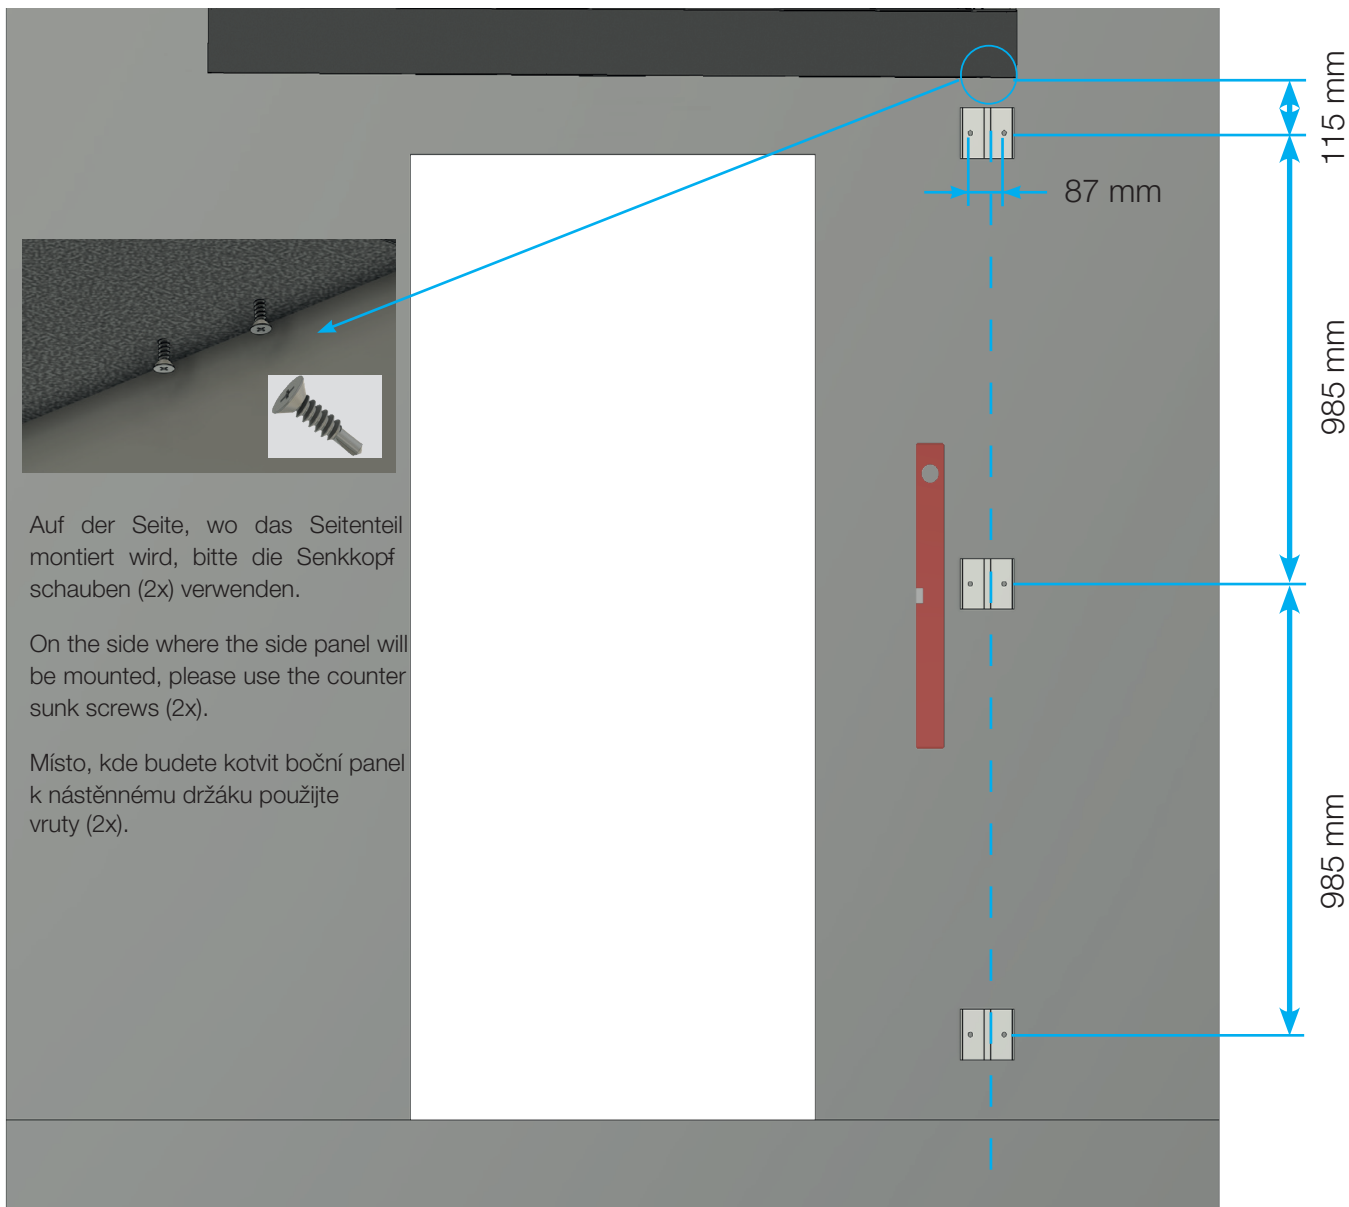 115 mm
87 mm
985 mm
985 mm
Auf der Seite, wo das Seitenteil
montiert wird, bitte die Senkkopf
schauben (2x) verwenden.
On the side where the side panel will
be mounted, please use the counter
sunk screws (2x).
Místo, kde budete kotvit boční panel
k nástěnnému držáku použijte
vruty (2x).